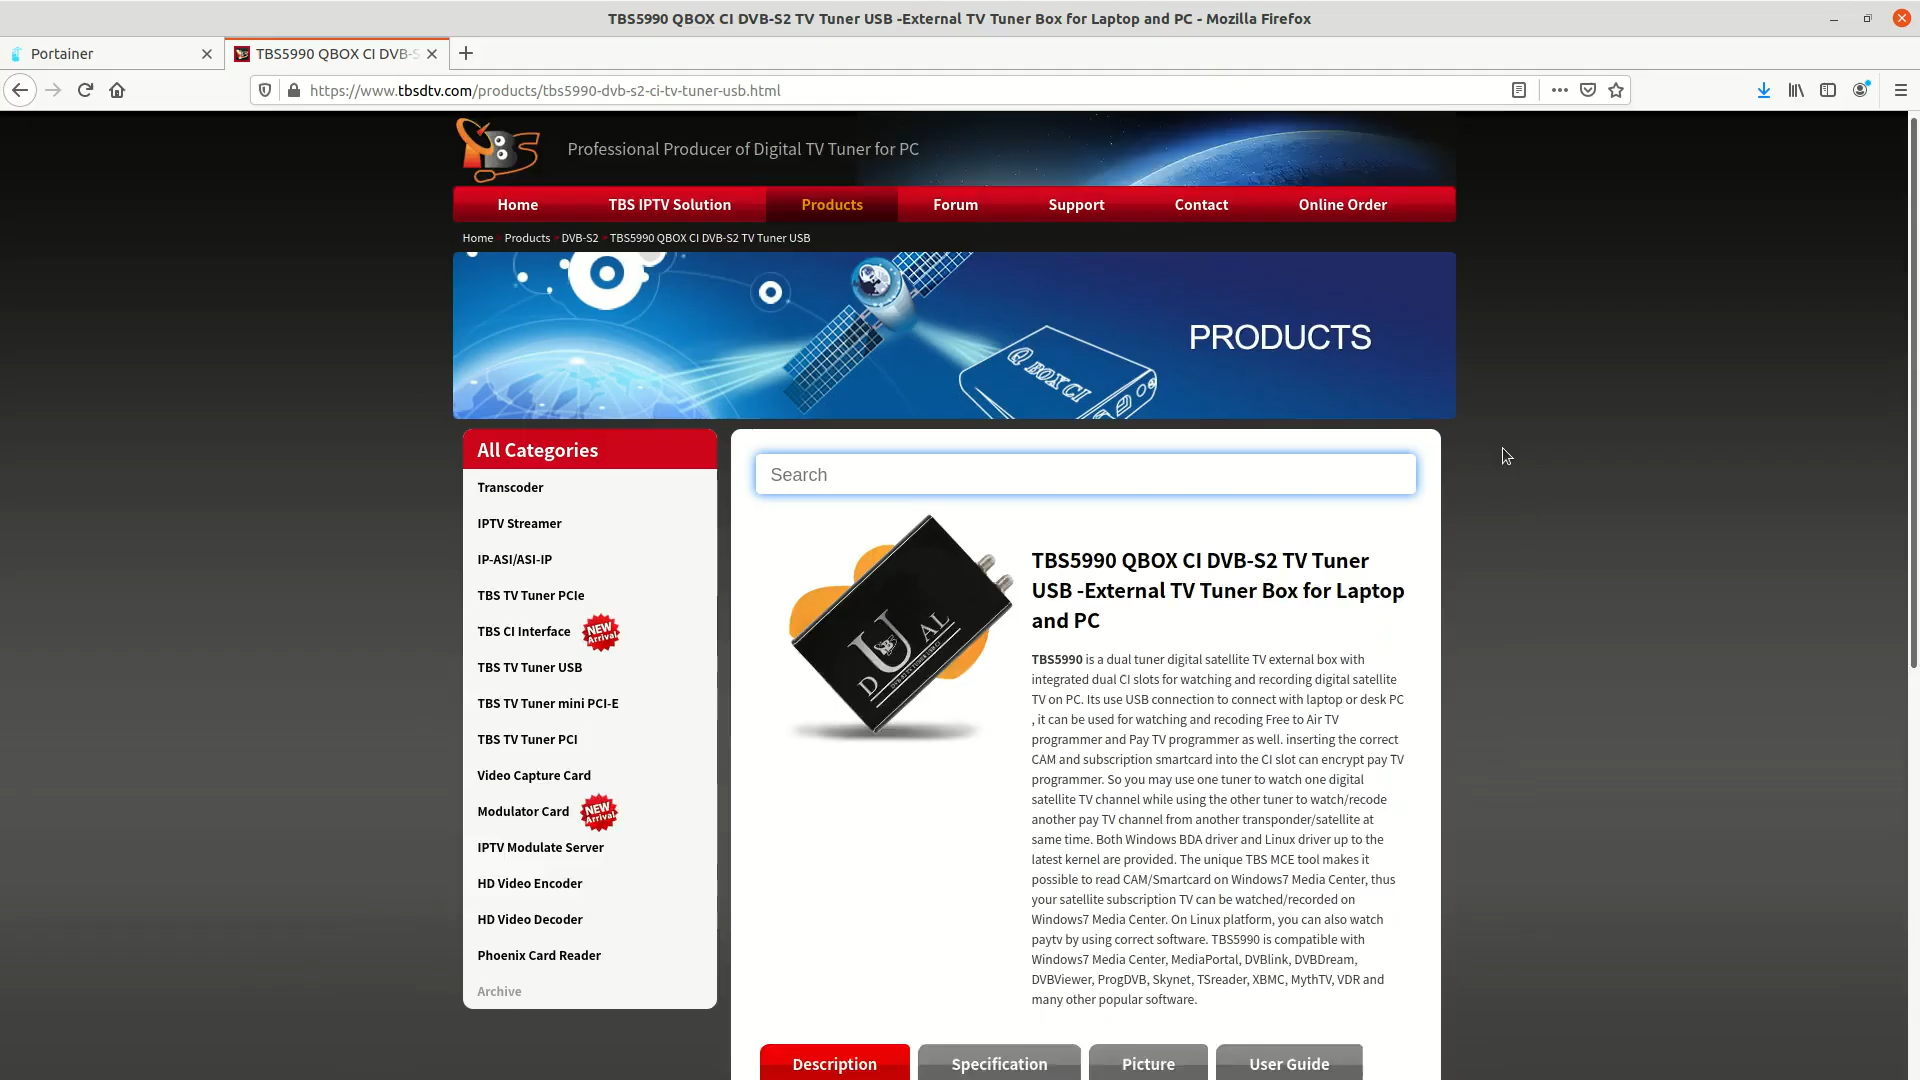 TBS5990 QBOX CI DVB-S2 TV Tuner USB -External TV Tuner Box for Laptop and PC - Mozilla Firefox
Portainer
TBS5990 QBOX CI DVB-S
https://www.tbsdtv.com/products/tbs5990-dvb-s2-ci-tv-tuner-usb.html
TBS
Professional Producer of Digital TV Tuner for PC
Home TBS IPTV Solution Products Forum Support Contact Online Order
Home Products DVB-S2 TBS5990 QBOX CI DVB-S2 TV Tuner USB
Q BOX CI
PRODUCTS
All Categories
Transcoder
IPTV Streamer
IP-ASI/ASI-IP
TBS TV Tuner PCIe
TBS CI Interface NEW Arrival
TBS TV Tuner USB
TBS TV Tuner mini PCI-E
TBS TV Tuner PCI
Video Capture Card
Modulator Card NEW Arrival
IPTV Modulate Server
HD Video Encoder
HD Video Decoder
Phoenix Card Reader
Archive
Search
DUAL
TBS5990 QBOX CI DVB-S2 TV Tuner
USB -External TV Tuner Box for Laptop
and PC
TBS5990 is a dual tuner digital satellite TV external box with
integrated dual CI slots for watching and recording digital satellite
TV on PC. Its use USB connection to connect with laptop or desk PC
, it can be used for watching and recoding Free to Air TV
programmer and Pay TV programmer as well. inserting the correct
CAM and subscription smartcard into the CI slot can encrypt pay TV
programmer. So you may use one tuner to watch one digital
satellite TV channel while using the other tuner to watch/recode
another pay TV channel from another transponder/satellite at
same time. Both Windows BDA driver and Linux driver up to the
latest kernel are provided. The unique TBS MCE tool makes it
possible to read CAM/Smartcard on Windows7 Media Center, thus
your satellite subscription TV can be watched/recorded on
Windows7 Media Center. On Linux platform, you can also watch
paytv by using correct software. TBS5990 is compatible with
Windows7 Media Center, MediaPortal, DVBlink, DVBDream,
DVBViewer, ProgDVB, Skynet, TSreader, XBMC, MythTV, VDR and
many other popular software.
Description Specification Picture User Guide